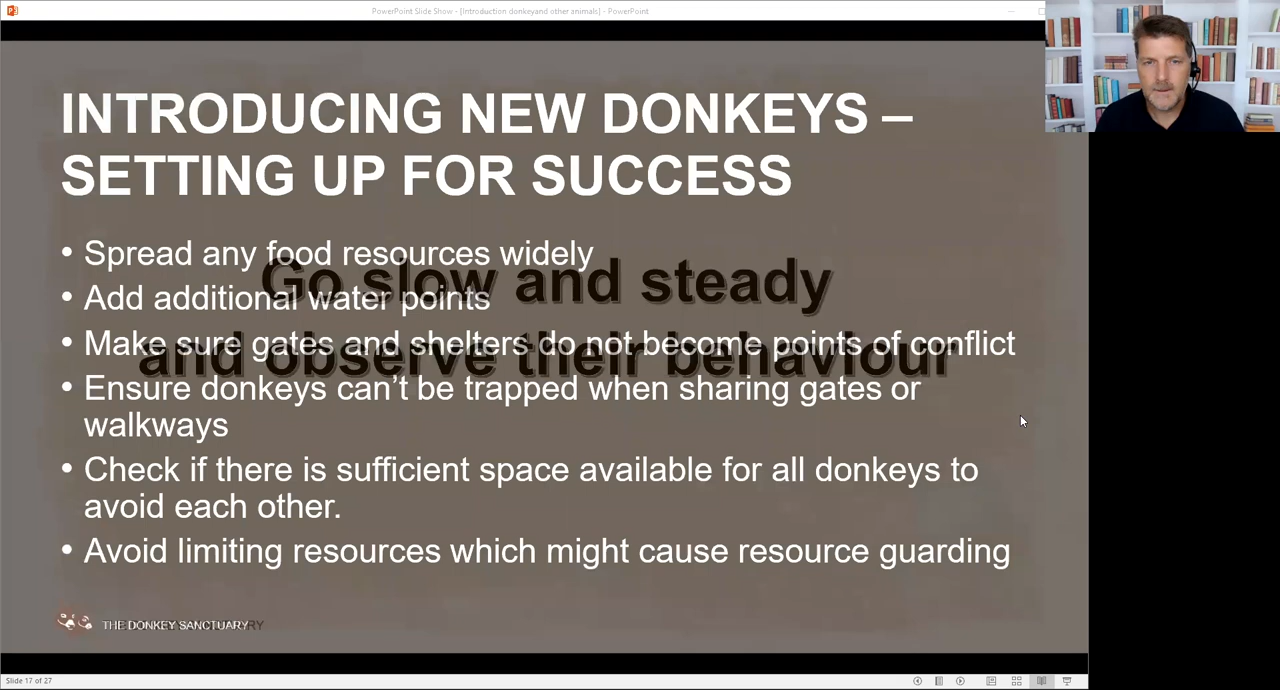 PowerPoint Slide Show - [Introduction donkeyand other animals] - PowerPoint
INTRODUCING NEW DONKEYS –
SETTING UP FOR SUCCESS
• Spread any food resources widely
Go slow and steady
• Add additional water points
• Make sure gates and shelters do not become points of conflict
and observe their behaviour
• Ensure donkeys can’t be trapped when sharing gates or
walkways
• Check if there is sufficient space available for all donkeys to
avoid each other.
• Avoid limiting resources which might cause resource guarding
THE DONKEY SANCTUARY
Slide 17 of 27